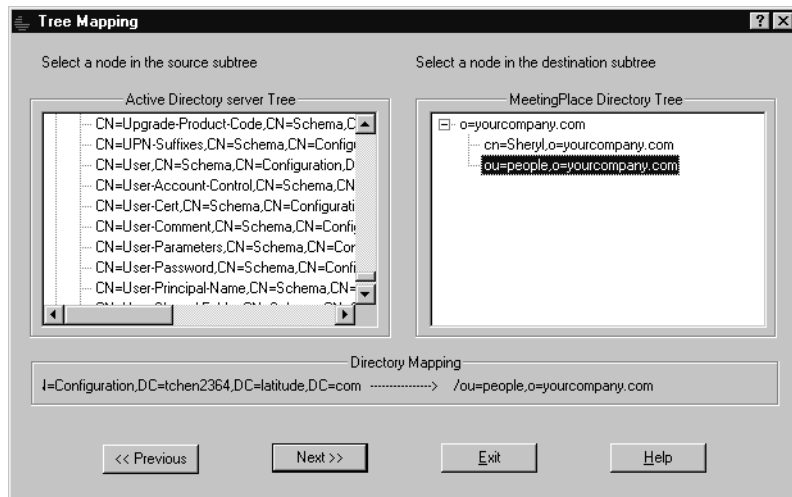 Tree Mapping
Select a node in the source subtree
Select a node in the destination subtree
Active Directory server Tree
CN=Upgrade-Product-Code,CN=Schema,C
CN=UPN-Suffixes,CN=Schema,CN=Configu
CN=User,CN=Schema,CN=Configuration,D
CN=User-Account-Control,CN=Schema,CN
CN=User-Cert,CN=Schema,CN=Configurati
CN=User-Comment,CN=Schema,CN=Confi
CN=User-Parameters,CN=Schema,CN=Cor
CN=User-Password,CN=Schema,CN=Confi
CN=User-Principal-Name,CN=Schema,CN=
MeetingPlace Directory Tree
o=yourcompany.com
cn=Sheryl,o=yourcompany.com
ou=people,o=yourcompany.com
Directory Mapping
=Configuration,DC=tchen2364,DC=latitude,DC=com ---------------> /ou=people,o=yourcompany.com
<< Previous
Next >>
Exit
Help